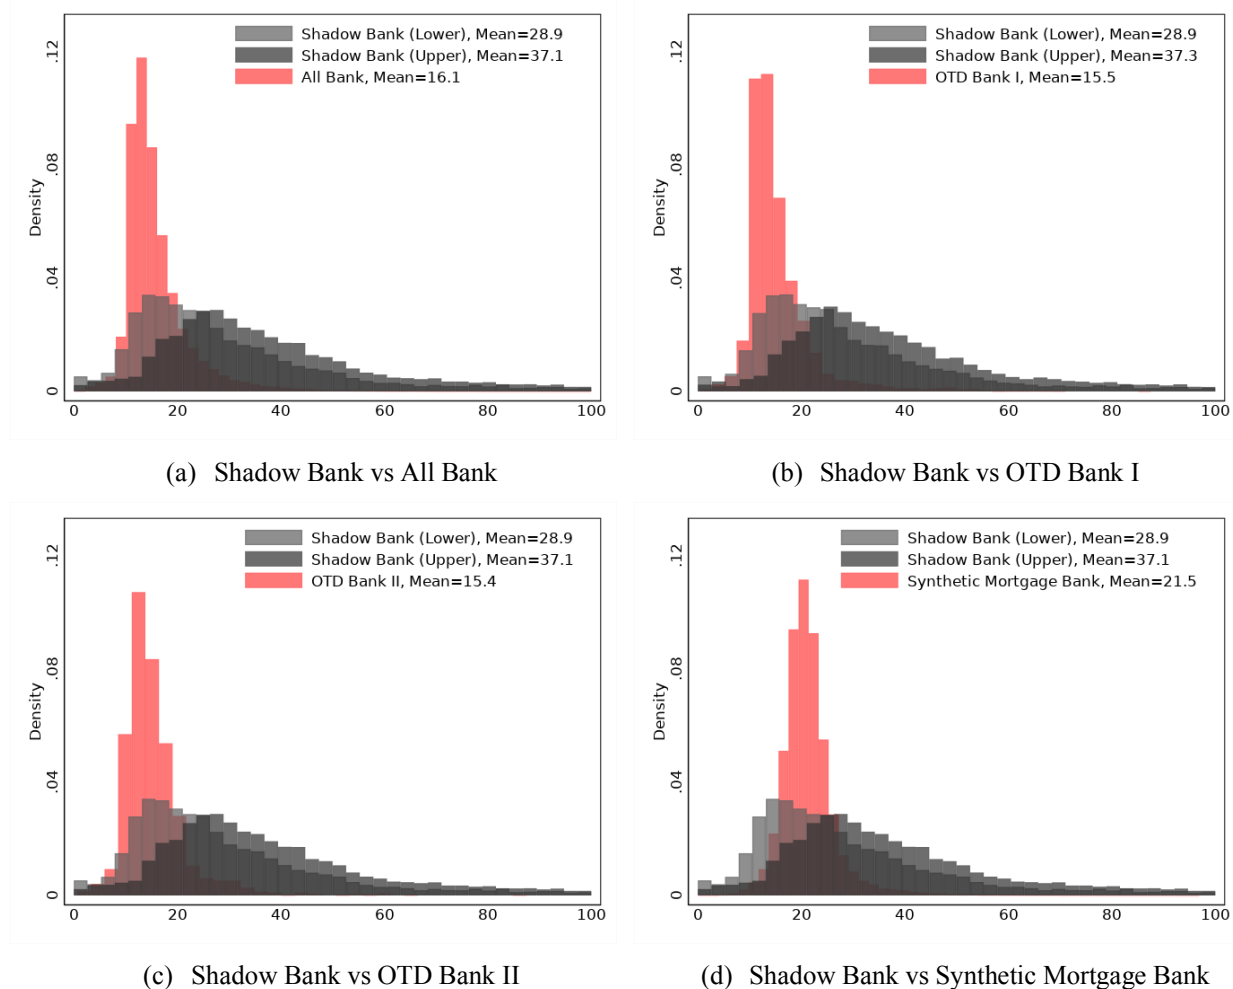 Shadow Bank (Lower), Mean=28.9
Shadow Bank (Upper), Mean=37.1
All Bank, Mean=16.1
Density
0 .04 .08 .12
0 20 40 60 80 100
(a) Shadow Bank vs All Bank
Shadow Bank (Lower), Mean=28.9
Shadow Bank (Upper), Mean=37.3
OTD Bank I, Mean=15.5
Density
0 .04 .08 .12
0 20 40 60 80 100
(b) Shadow Bank vs OTD Bank I
Shadow Bank (Lower), Mean=28.9
Shadow Bank (Upper), Mean=37.1
OTD Bank II, Mean=15.4
Density
0 .04 .08 .12
0 20 40 60 80 100
(c) Shadow Bank vs OTD Bank II
Shadow Bank (Lower), Mean=28.9
Shadow Bank (Upper), Mean=37.1
Synthetic Mortgage Bank, Mean=21.5
Density
0 .04 .08 .12
0 20 40 60 80 100
(d) Shadow Bank vs Synthetic Mortgage Bank